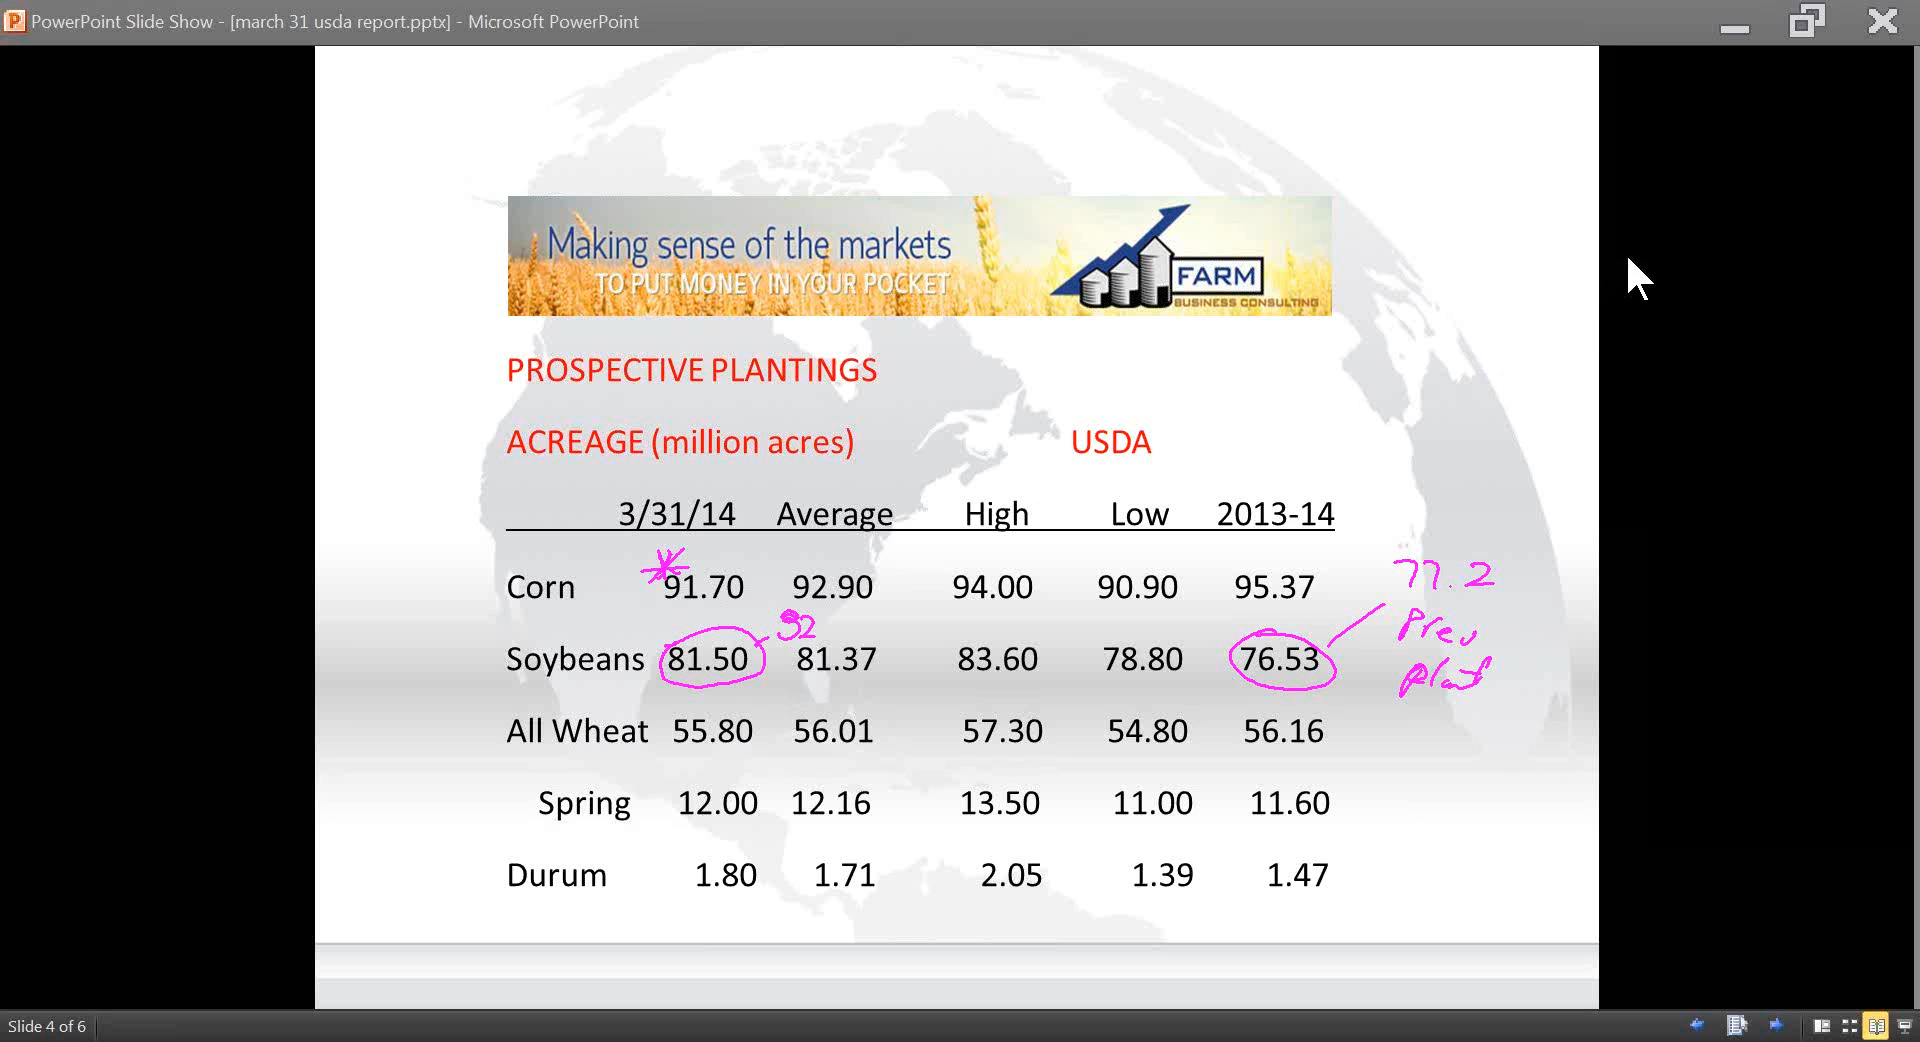 PowerPoint Slide Show - [march 31 usda report.pptx] - Microsoft PowerPoint
Making sense of the markets
TO PUT MONEY IN YOUR POCKET
FARM
BUSINESS CONSULTING
PROSPECTIVE PLANTINGS
ACREAGE (million acres) USDA
3/31/14 Average High Low 2013-14
Corn 91.70 92.90 94.00 90.90 95.37 77.2
92 Prev
Soybeans 81.50 81.37 83.60 78.80 76.53 plant
All Wheat 55.80 56.01 57.30 54.80 56.16
Spring 12.00 12.16 13.50 11.00 11.60
Durum 1.80 1.71 2.05 1.39 1.47
Slide 4 of 6